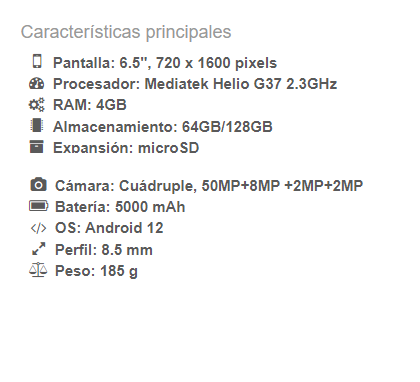 Características principales
Pantalla: 6.5", 720 x 1600 pixels
Procesador: Mediatek Helio G37 2.3GHz
RAM: 4GB
Almacenamiento: 64GB/128GB
Expansión: microSD
Cámara: Cuádruple, 50MP+8MP +2MP+2MP
Batería: 5000 mAh
OS: Android 12
Perfil: 8.5 mm
Peso: 185 g